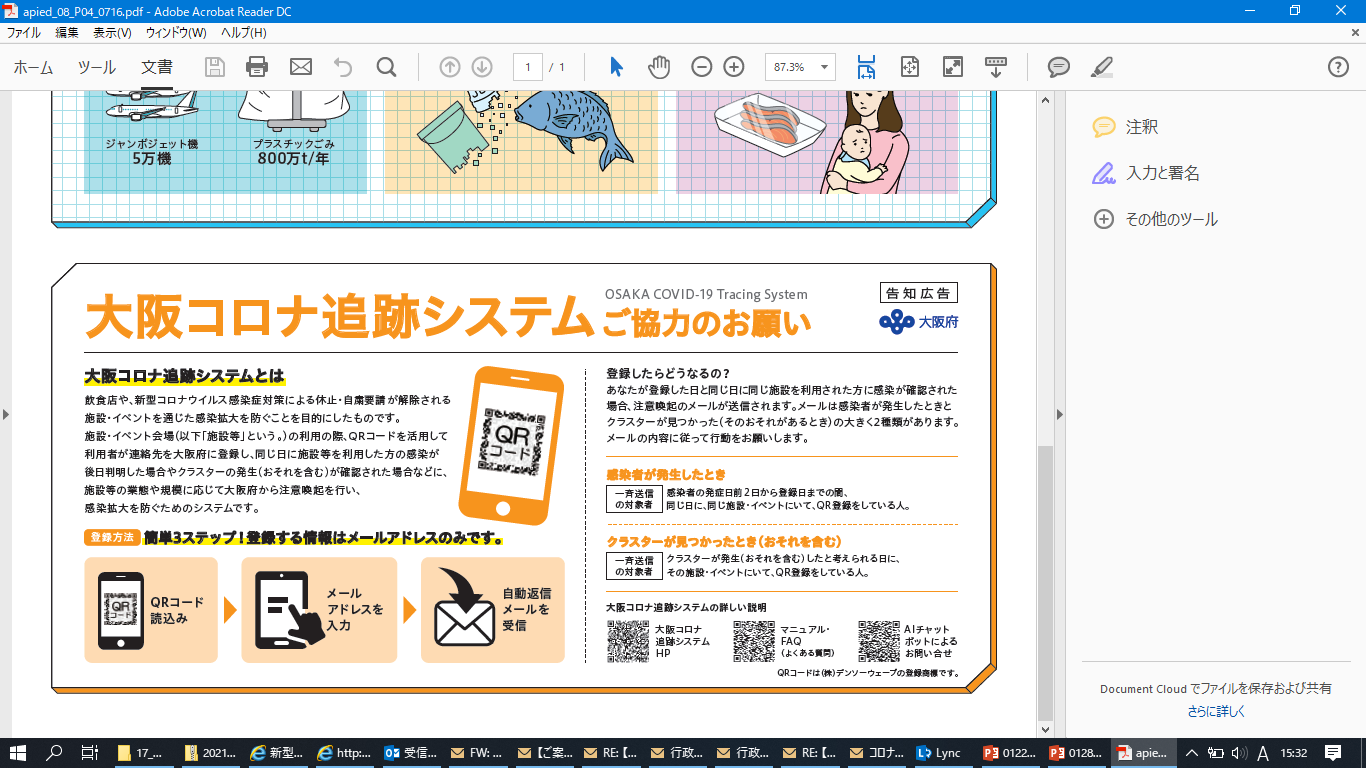 apied_08_P04_0716.pdf - Adobe Acrobat Reader DC
ファイル 編集 表示(V) ウィンドウ(W) ヘルプ(H)
ホーム ツール 文書 1 / 1 87.3%
ジャンボジェット機
5万機
プラスチックごみ
800万t/年
注釈
入力と署名
その他のツール
大阪コロナ追跡システム
OSAKA COVID-19 Tracing System
ご協力のお願い
告知広告
大阪府
大阪コロナ追跡システムとは
飲食店や、新型コロナウイルス感染症対策による休止・自粛要請が解除される
施設・イベントを通じた感染拡大を防ぐことを目的にしたものです。
施設・イベント会場(以下「施設等」という。)の利用の際、QRコードを活用して
利用者が連絡先を大阪府に登録し、同じ日に施設等を利用した方の感染が
後日判明した場合やクラスターの発生(おそれを含む)が確認された場合などに、
施設等の業態や規模に応じて大阪府から注意喚起を行い、
感染拡大を防ぐためのシステムです。
QR
コード
登録方法 簡単3ステップ!登録する情報はメールアドレスのみです。
QR
コード
QRコード
読込み
メール
アドレスを
入力
自動返信
メールを
受信
登録したらどうなるの?
あなたが登録した日と同じ日に同じ施設を利用された方に感染が確認された
場合、注意喚起のメールが送信されます。メールは感染者が発生したときと
クラスターが見つかった(そのおそれがあるとき)の大きく2種類があります。
メールの内容に従って行動をお願いします。
感染者が発生したとき
一斉送信
の対象者
感染者の発症日前2日から登録日までの間、
同じ日に、同じ施設・イベントにいて、QR登録をしている人。
クラスターが見つかったとき(おそれを含む)
一斉送信
の対象者
クラスターが発生(おそれを含む)したと考えられる日に、
その施設・イベントにいて、QR登録をしている人。
大阪コロナ追跡システムの詳しい説明
大阪コロナ
追跡システム
HP
マニュアル・
FAQ
(よくある質問)
AIチャット
ボットによる
お問い合せ
QRコードは(株)デンソーウェーブの登録商標です。
Document Cloud でファイルを保存および共有
さらに詳しく
17_... 2021... 新型... http:... 受信... FW: ... 【ご案... RE:【... 行政... 行政... RE:【... コロナ... Lync 0122... 0128... apie... A 15:32